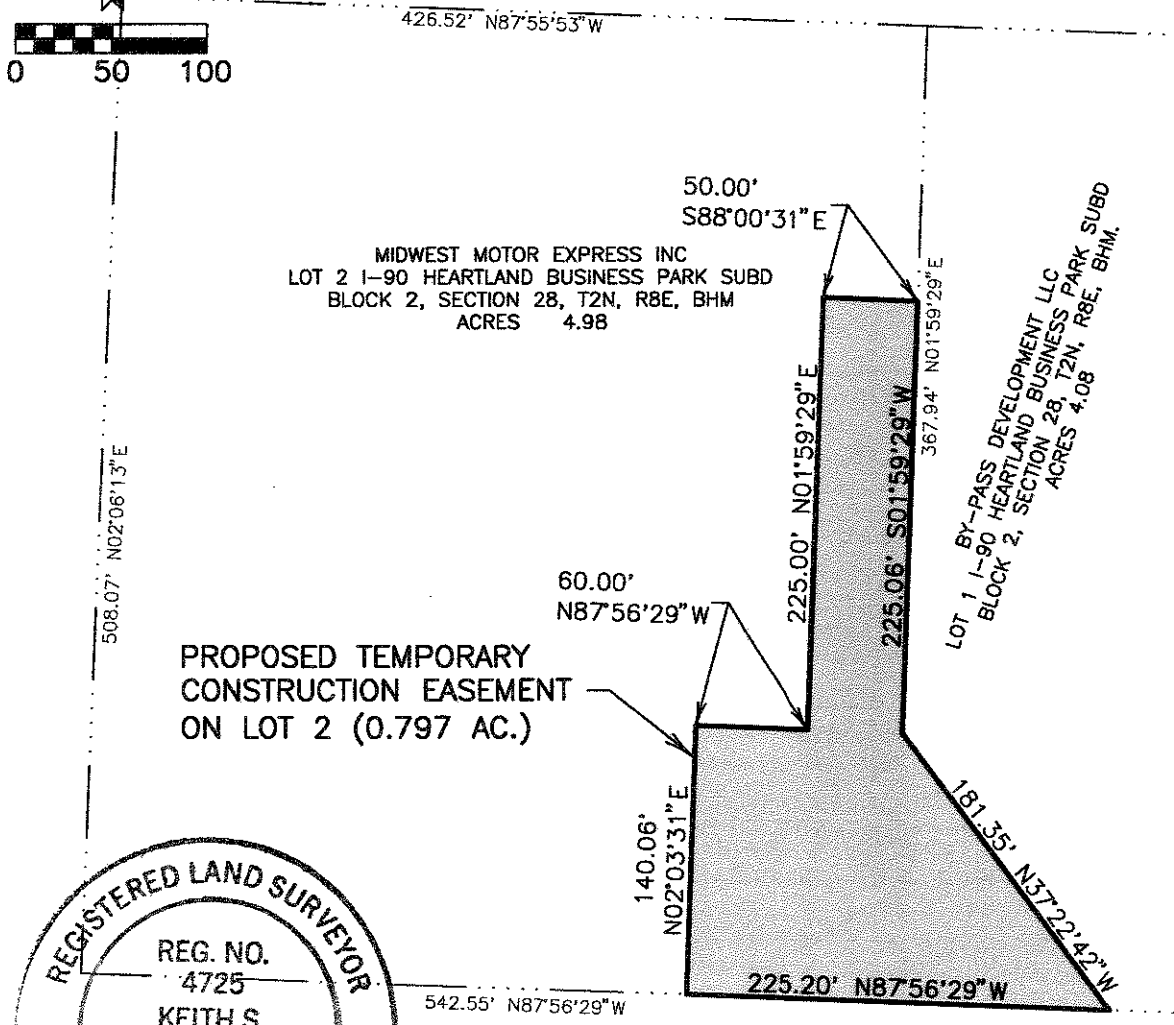 426.52' N87°55'53"W
0 50 100
50.00'
S88°00'31"E
MIDWEST MOTOR EXPRESS INC
LOT 2 I-90 HEARTLAND BUSINESS PARK SUBD
BLOCK 2, SECTION 28, T2N, R8E, BHM
ACRES 4.98
367.94' N01°59'29"E
BY-PASS DEVELOPMENT LLC
LOT 1 I-90 HEARTLAND BUSINESS PARK SUBD
BLOCK 2, SECTION 28, T2N, R8E, BHM.
ACRES 4.08
225.00' N01°59'29"E
225.06' S01°59'29"W
508.07' N02°06'13"E
60.00'
N87°56'29"W
PROPOSED TEMPORARY
CONSTRUCTION EASEMENT
ON LOT 2 (0.797 AC.)
181.35' N37°22'42"W
140.06'
N02°03'31"E
225.20' N87°56'29"W
542.55' N87°56'29"W
REGISTERED LAND SURVEYOR
REG. NO.
4725
KEITH S.